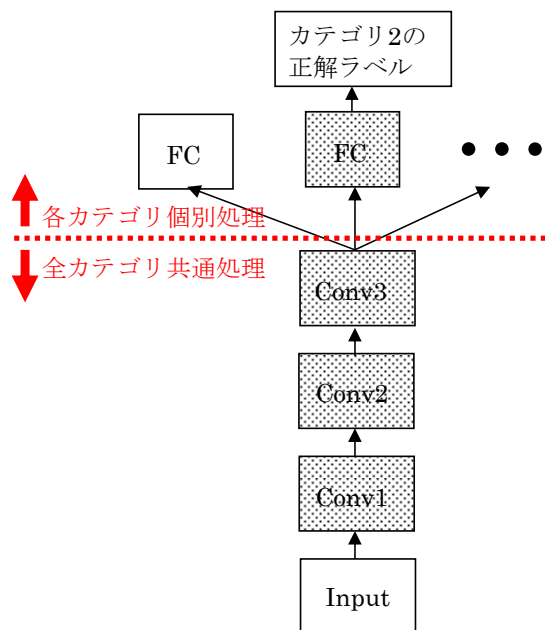 カテゴリ2の
正解ラベル
FC
FC
各カテゴリ個別処理
全カテゴリ共通処理
Conv3
Conv2
Conv1
Input